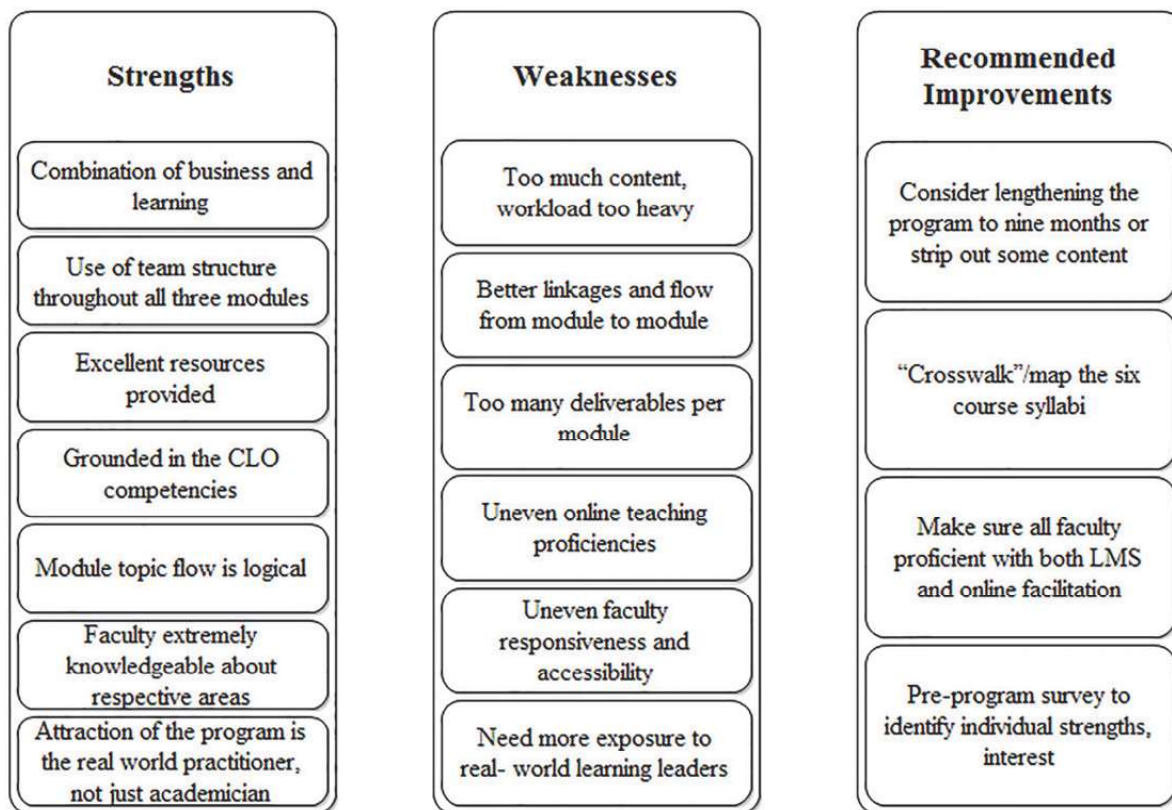 Strengths
Combination of business and
learning
Use of team structure
throughout all three modules
Excellent resources
provided
Grounded in the CLO
competencies
Module topic flow is logical
Faculty extremely
knowledgeable about
respective areas
Attraction of the program is
the real world practitioner,
not just academician
Weaknesses
Too much content,
workload too heavy
Better linkages and flow
from module to module
Too many deliverables per
module
Uneven online teaching
proficiencies
Uneven faculty
responsiveness and
accessibility
Need more exposure to
real- world learning leaders
Recommended
Improvements
Consider lengthening the
program to nine months or
strip out some content
“Crosswalk”/map the six
course syllabi
Make sure all faculty
proficient with both LMS
and online facilitation
Pre-program survey to
identify individual strengths,
interest